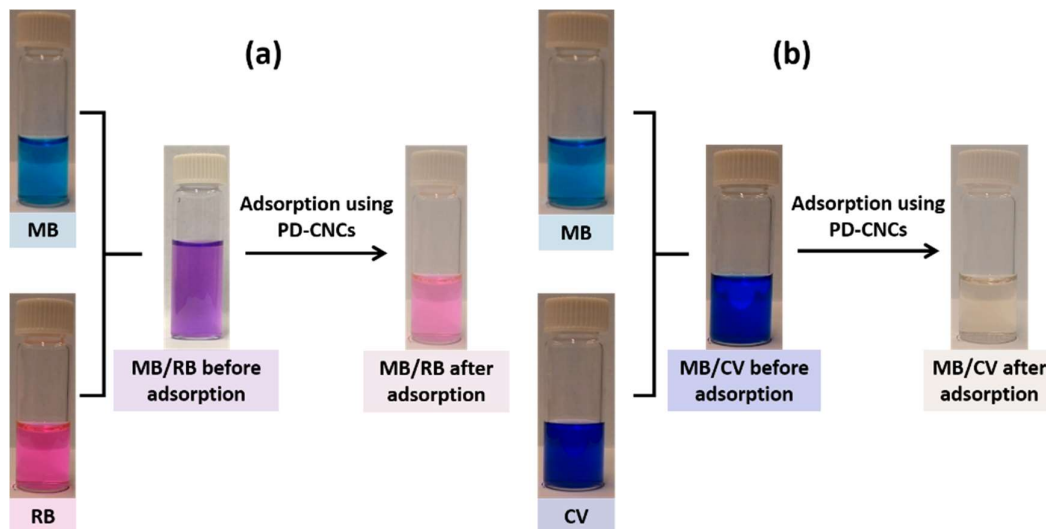 (a)
MB
RB
MB/RB before
adsorption
Adsorption using
PD-CNCs
MB/RB after
adsorption
(b)
MB
CV
MB/CV before
adsorption
Adsorption using
PD-CNCs
MB/CV after
adsorption